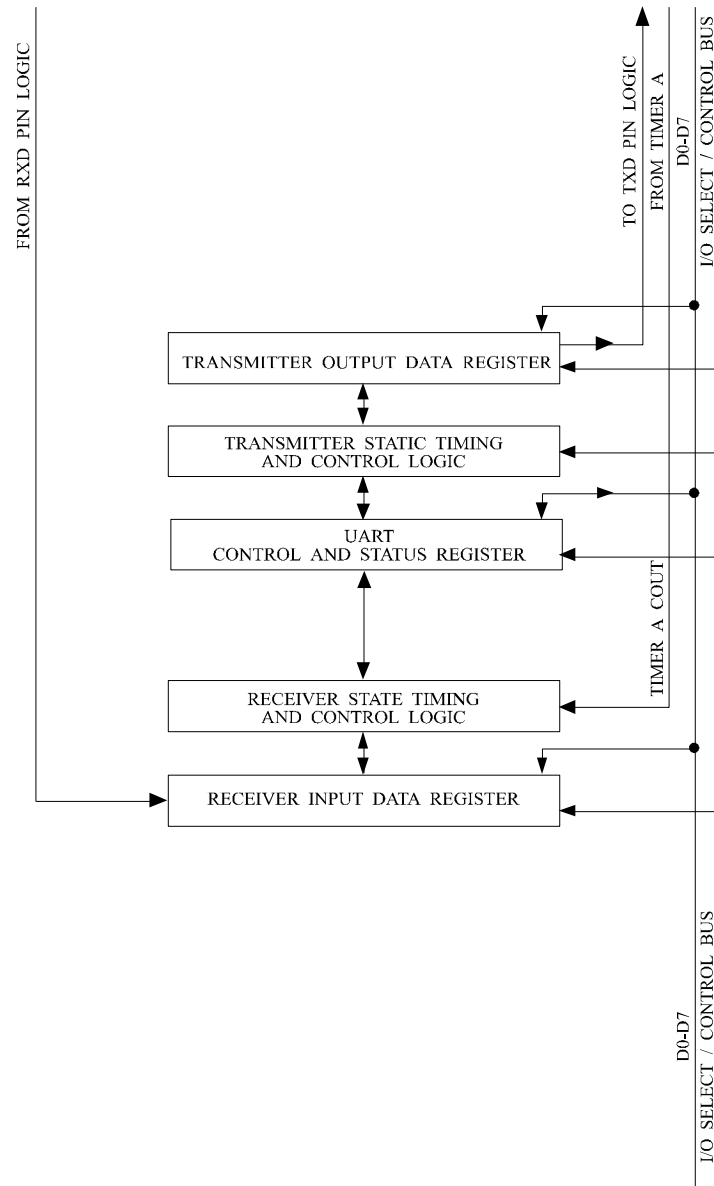 FROM RXD PIN LOGIC
TO TXD PIN LOGIC
FROM TIMER A
D0-D7
I/O SELECT / CONTROL BUS
TRANSMITTER OUTPUT DATA REGISTER
TRANSMITTER STATIC TIMING
AND CONTROL LOGIC
UART
CONTROL AND STATUS REGISTER
TIMER A COUT
RECEIVER STATE TIMING
AND CONTROL LOGIC
RECEIVER INPUT DATA REGISTER
D0-D7
I/O SELECT / CONTROL BUS